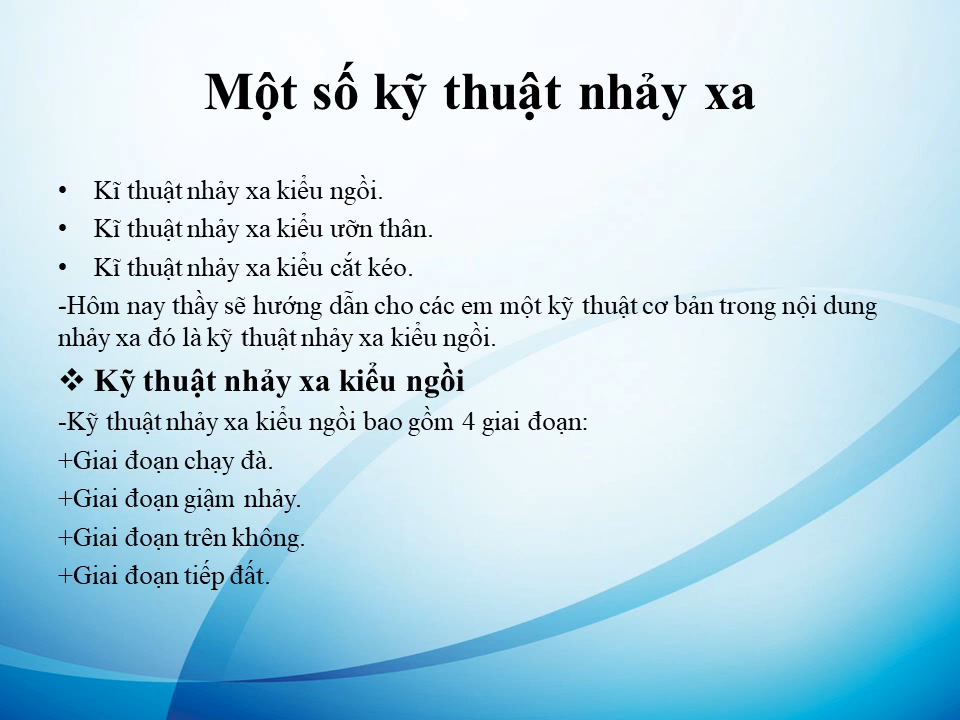 Một số kỹ thuật nhảy xa
• Kĩ thuật nhảy xa kiểu ngồi.
• Kĩ thuật nhảy xa kiểu ưỡn thân.
• Kĩ thuật nhảy xa kiểu cắt kéo.
-Hôm nay thầy sẽ hướng dẫn cho các em một kỹ thuật cơ bản trong nội dung
nhảy xa đó là kỹ thuật nhảy xa kiểu ngồi.
❖ Kỹ thuật nhảy xa kiểu ngồi
-Kỹ thuật nhảy xa kiểu ngồi bao gồm 4 giai đoạn:
+Giai đoạn chạy đà.
+Giai đoạn giậm nhảy.
+Giai đoạn trên không.
+Giai đoạn tiếp đất.